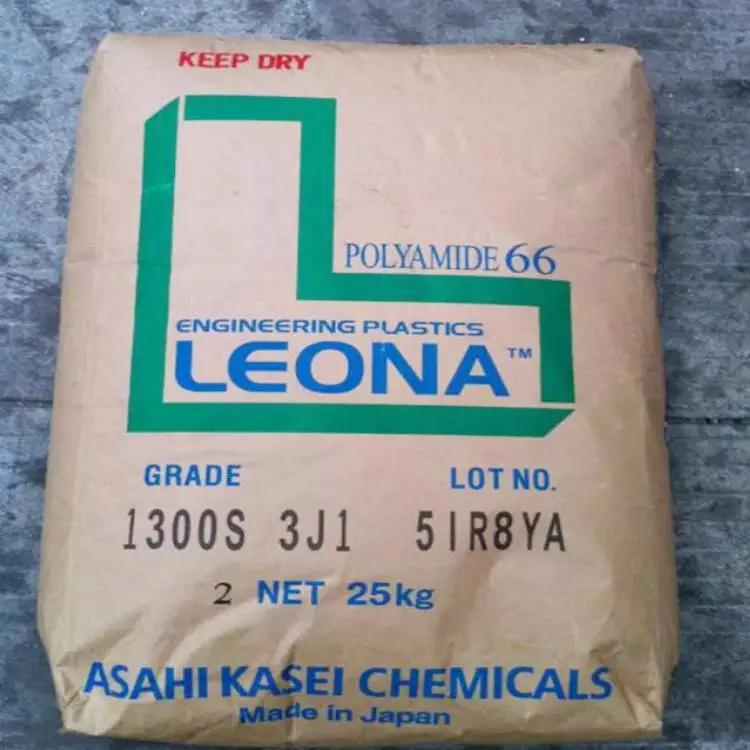 KEEP DRY
POLYAMIDE 66
ENGINEERING PLASTICS
LEONA™
GRADE LOT NO.
1300S 3J1 5IR8YA
2 NET 25kg
ASAHI KASEI CHEMICALS
Made in Japan